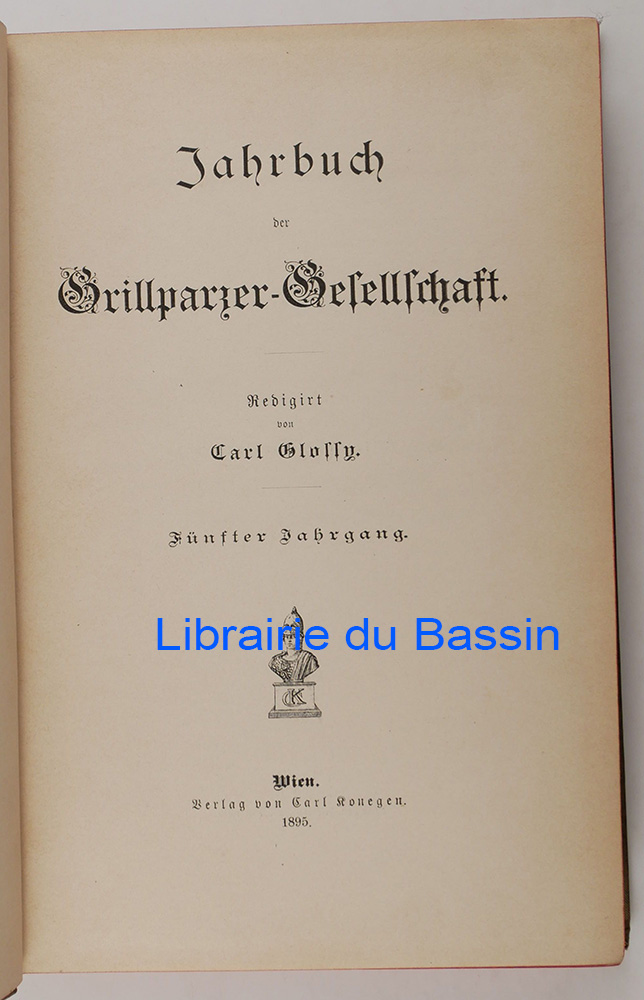 Jahrbuch
der
Grillparzer-Gesellschaft.
Redigirt
von
Carl Glossy.
Fünfter Jahrgang.
Librairie du Bassin
CK
Wien.
Verlag von Carl Konegen.
1895.